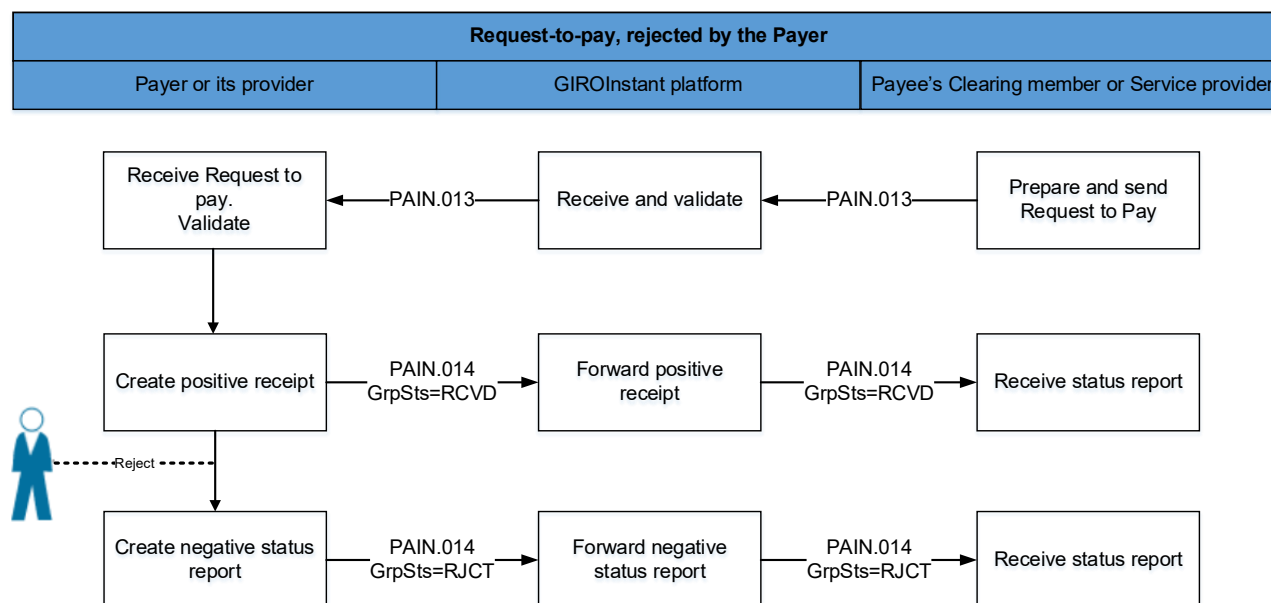 Request-to-pay, rejected by the Payer
Payer or its provider
GIROInstant platform
Payee's Clearing member or Service provider
Receive Request to
pay.
Validate
PAIN.013
Receive and validate
PAIN.013
Prepare and send
Request to Pay
Create positive receipt
PAIN.014
GrpSts=RCVD
Forward positive
receipt
PAIN.014
GrpSts=RCVD
Receive status report
Reject
Create negative status
report
PAIN.014
GrpSts=RJCT
Forward negative
status report
PAIN.014
GrpSts=RJCT
Receive status report